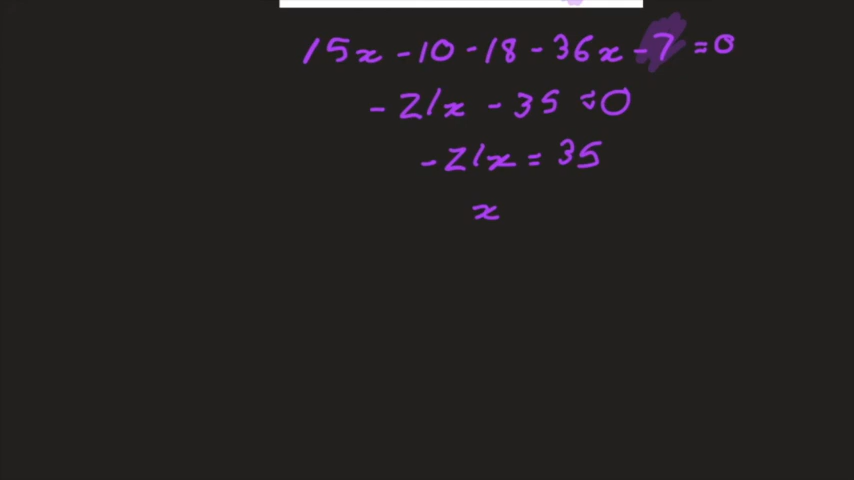 15x - 10 - 18 - 36x - 7 = 0
- 21x - 35 = 0
- 21x = 35
x